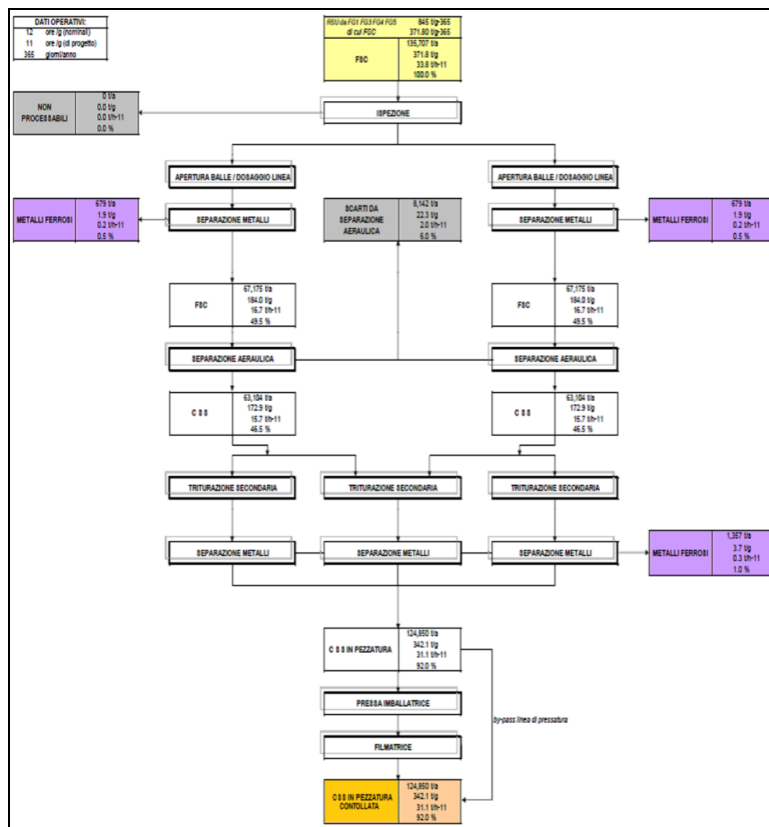 DATI OPERATIVI:
12 ore /g (nominali)
11 ore /g (di progetto)
365 giorni/anno
RSU da FG1 FG3 FG4 FG5 845 t/g-365
di cui FSC 371.80 t/g-365
FSC
135,707 t/a
371.8 t/g
33.8 t/h-11
100.0 %
NON PROCESSABILI
0 t/a
0.0 t/g
0.0 t/h-11
0.0 %
ISPEZIONE
APERTURA BALLE / DOSAGGIO LINEA
APERTURA BALLE / DOSAGGIO LINEA
METALLI FERROSI
679 t/a
1.9 t/g
0.2 t/h-11
0.5 %
SEPARAZIONE METALLI
SCARTI DA SEPARAZIONE AERAULICA
8,142 t/a
22.3 t/g
2.0 t/h-11
6.0 %
SEPARAZIONE METALLI
METALLI FERROSI
679 t/a
1.9 t/g
0.2 t/h-11
0.5 %
FSC
67,175 t/a
184.0 t/g
16.7 t/h-11
49.5 %
FSC
67,175 t/a
184.0 t/g
16.7 t/h-11
49.5 %
SEPARAZIONE AERAULICA
SEPARAZIONE AERAULICA
C S S
63,104 t/a
172.9 t/g
15.7 t/h-11
46.5 %
C S S
63,104 t/a
172.9 t/g
15.7 t/h-11
46.5 %
TRITURAZIONE SECONDARIA
TRITURAZIONE SECONDARIA
TRITURAZIONE SECONDARIA
SEPARAZIONE METALLI
SEPARAZIONE METALLI
SEPARAZIONE METALLI
METALLI FERROSI
1,357 t/a
3.7 t/g
0.3 t/h-11
1.0 %
C S S IN PEZZATURA
124,850 t/a
342.1 t/g
31.1 t/h-11
92.0 %
PRESSA IMBALLATRICE
by-pass linea di pressatura
FILMATRICE
C S S IN PEZZATURA CONTOLLATA
124,850 t/a
342.1 t/g
31.1 t/h-11
92.0 %